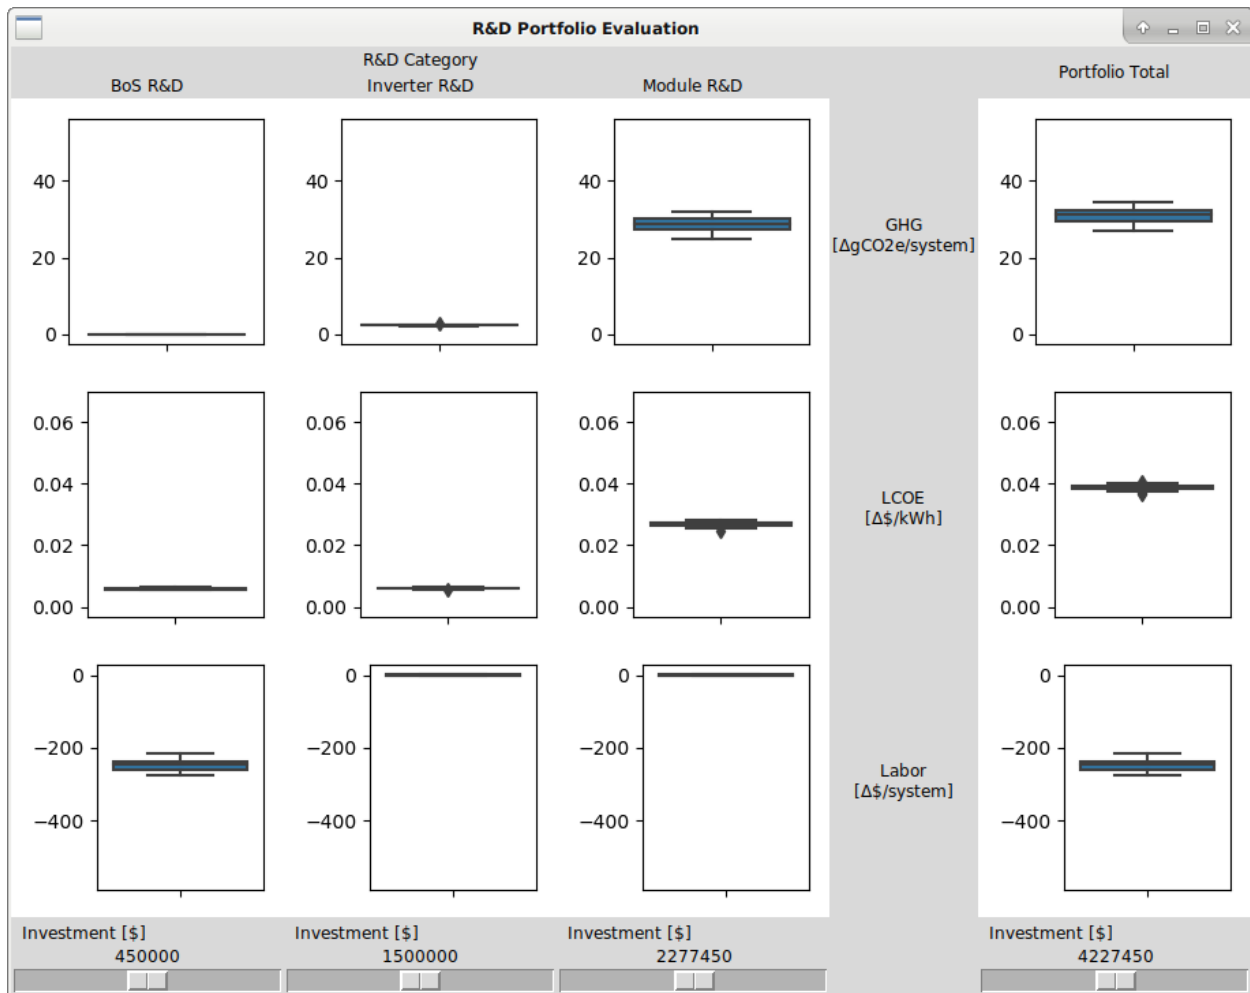 R&D Portfolio Evaluation
R&D Category
Portfolio Total
BoS R&D
Inverter R&D
Module R&D
40
20
0
40
20
0
40
20
0
GHG
[ΔgCO2e/system]
40
20
0
0.06
0.04
0.02
0.00
0.06
0.04
0.02
0.00
0.06
0.04
0.02
0.00
LCOE
[Δ$/kWh]
0.06
0.04
0.02
0.00
0
−200
−400
0
−200
−400
0
−200
−400
Labor
[Δ$/system]
0
−200
−400
Investment [$]
450000
Investment [$]
1500000
Investment [$]
2277450
Investment [$]
4227450